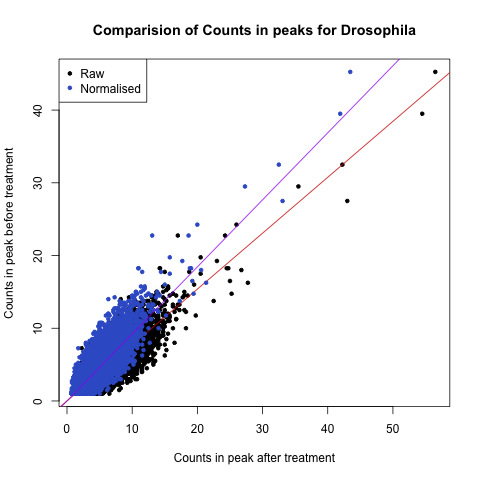 Comparision of Counts in peaks for Drosophila
Raw
Normalised
Counts in peak before treatment
40
30
20
10
0
0 10 20 30 40 50
Counts in peak after treatment